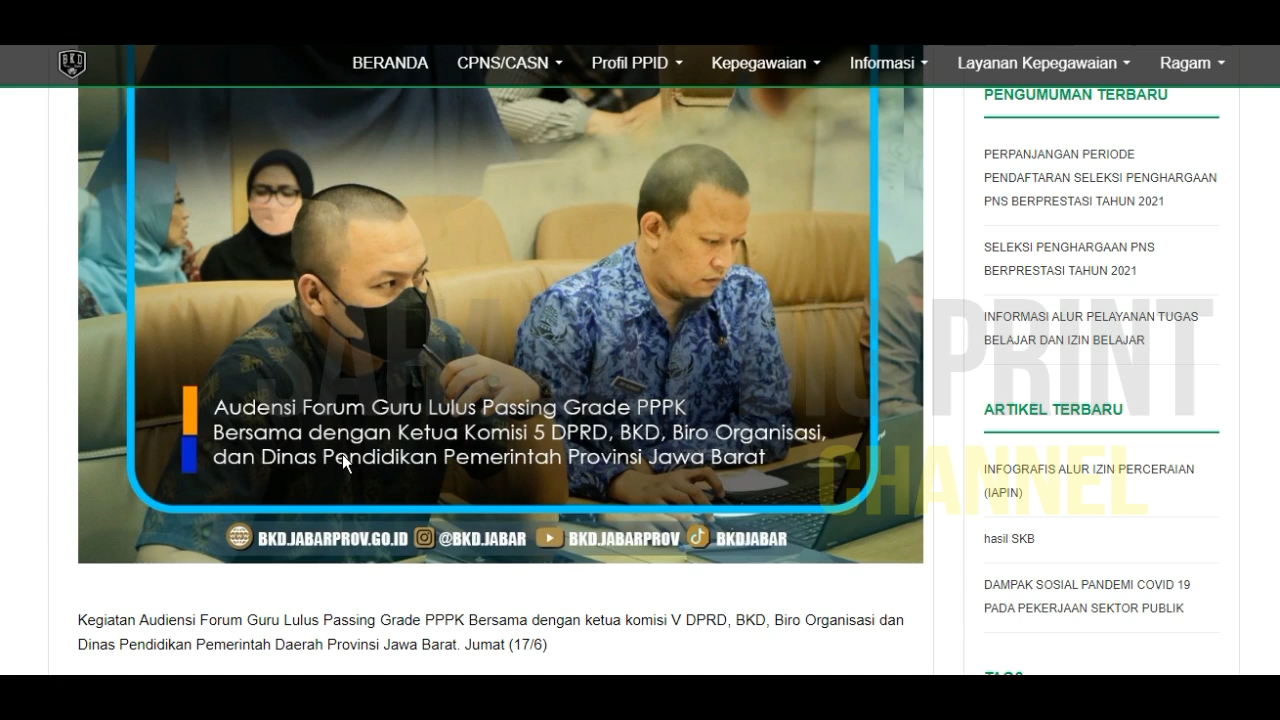 BKD
BERANDA
CPNS/CASN
Profil PPID
Kepegawaian
Informasi
Layanan Kepegawaian
Ragam
Audensi Forum Guru Lulus Passing Grade PPPK
Bersama dengan Ketua Komisi 5 DPRD, BKD, Biro Organisasi,
dan Dinas Pendidikan Pemerintah Provinsi Jawa Barat
BKD.JABARPROV.GO.ID
@BKD.JABAR
BKD.JABARPROV
BKDJABAR
Kegiatan Audiensi Forum Guru Lulus Passing Grade PPPK Bersama dengan ketua komisi V DPRD, BKD, Biro Organisasi dan
Dinas Pendidikan Pemerintah Daerah Provinsi Jawa Barat. Jumat (17/6)
PENGUMUMAN TERBARU
PERPANJANGAN PERIODE
PENDAFTARAN SELEKSI PENGHARGAAN
PNS BERPRESTASI TAHUN 2021
SELEKSI PENGHARGAAN PNS
BERPRESTASI TAHUN 2021
INFORMASI ALUR PELAYANAN TUGAS
BELAJAR DAN IZIN BELAJAR
ARTIKEL TERBARU
INFOGRAFIS ALUR IZIN PERCERAIAN
(IAPIN)
hasil SKB
DAMPAK SOSIAL PANDEMI COVID 19
PADA PEKERJAAN SEKTOR PUBLIK
TAGS
PRINT
CHANNEL